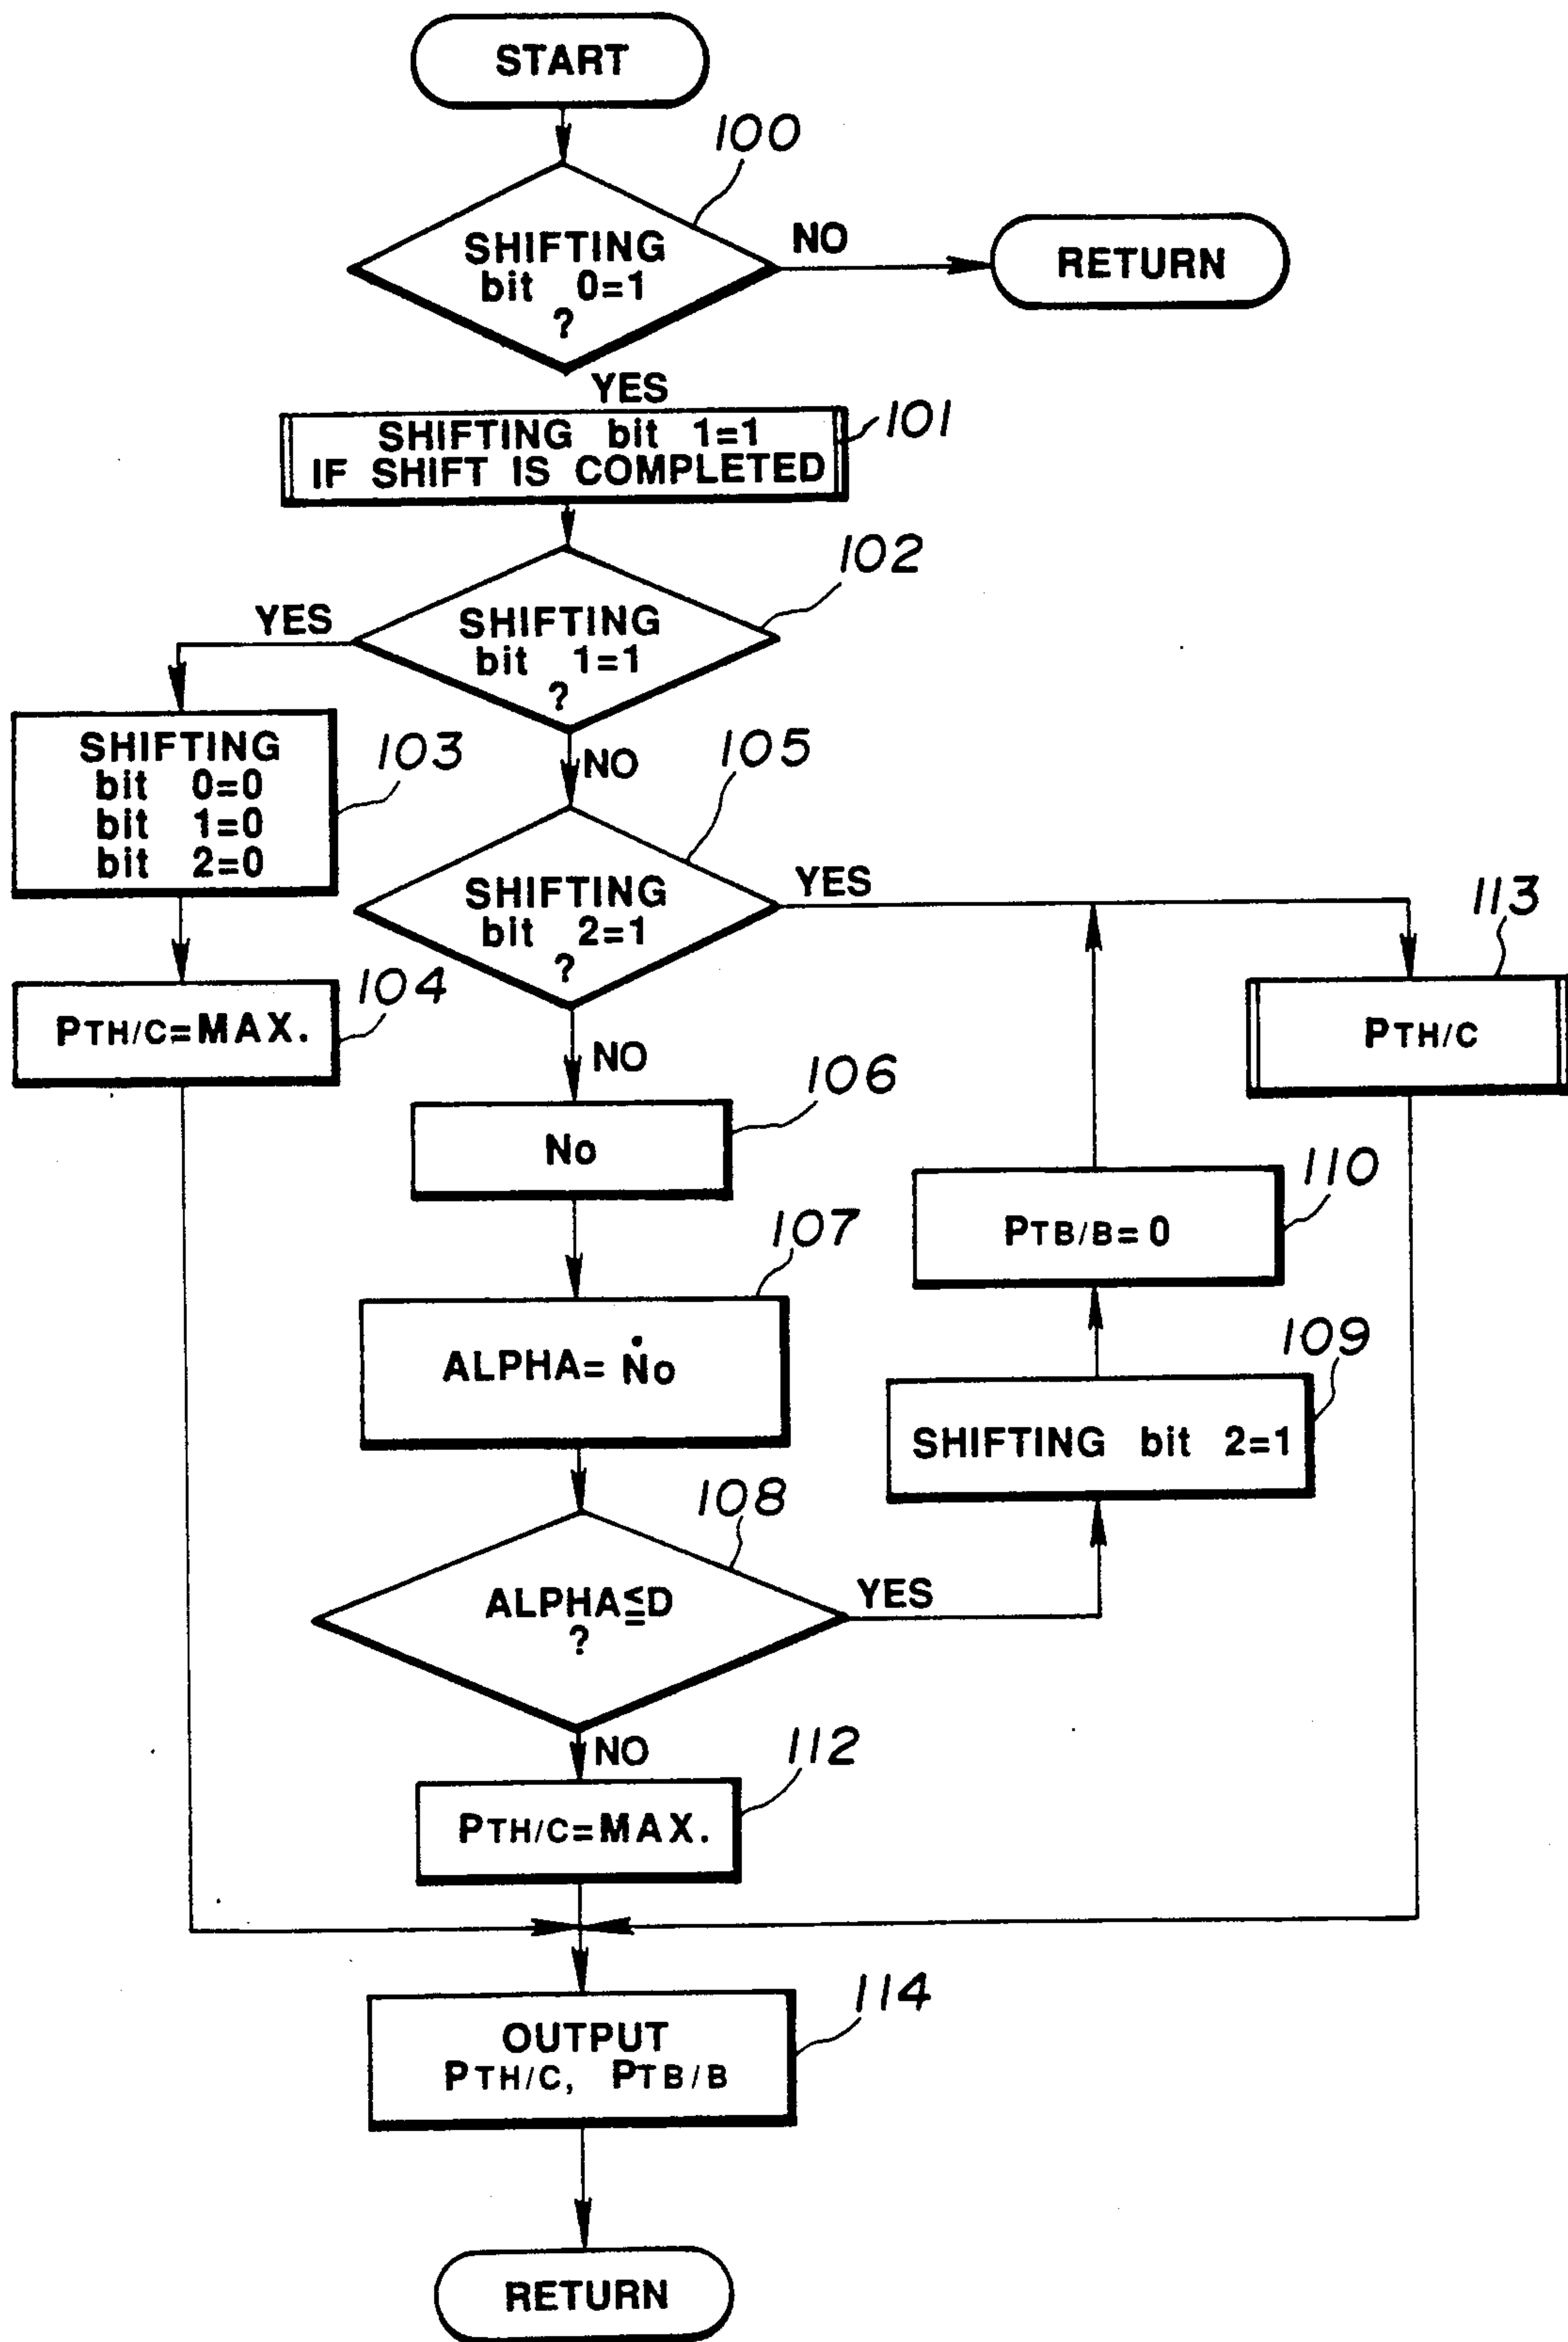 START
100
SHIFTING
bit 0=1
?
NO
RETURN
YES
SHIFTING bit 1=1
IF SHIFT IS COMPLETED
101
102
YES
SHIFTING
bit 1=1
?
SHIFTING
bit 0=0
bit 1=0
bit 2=0
103
NO
105
SHIFTING
bit 2=1
?
YES
113
PTH/C=MAX.
104
PTH/C
NO
106
No
110
PTB/B=0
107
ALPHA=Ṅo
109
SHIFTING bit 2=1
108
ALPHA≦D
?
YES
NO
112
PTH/C=MAX.
114
OUTPUT
PTH/C, PTB/B
RETURN